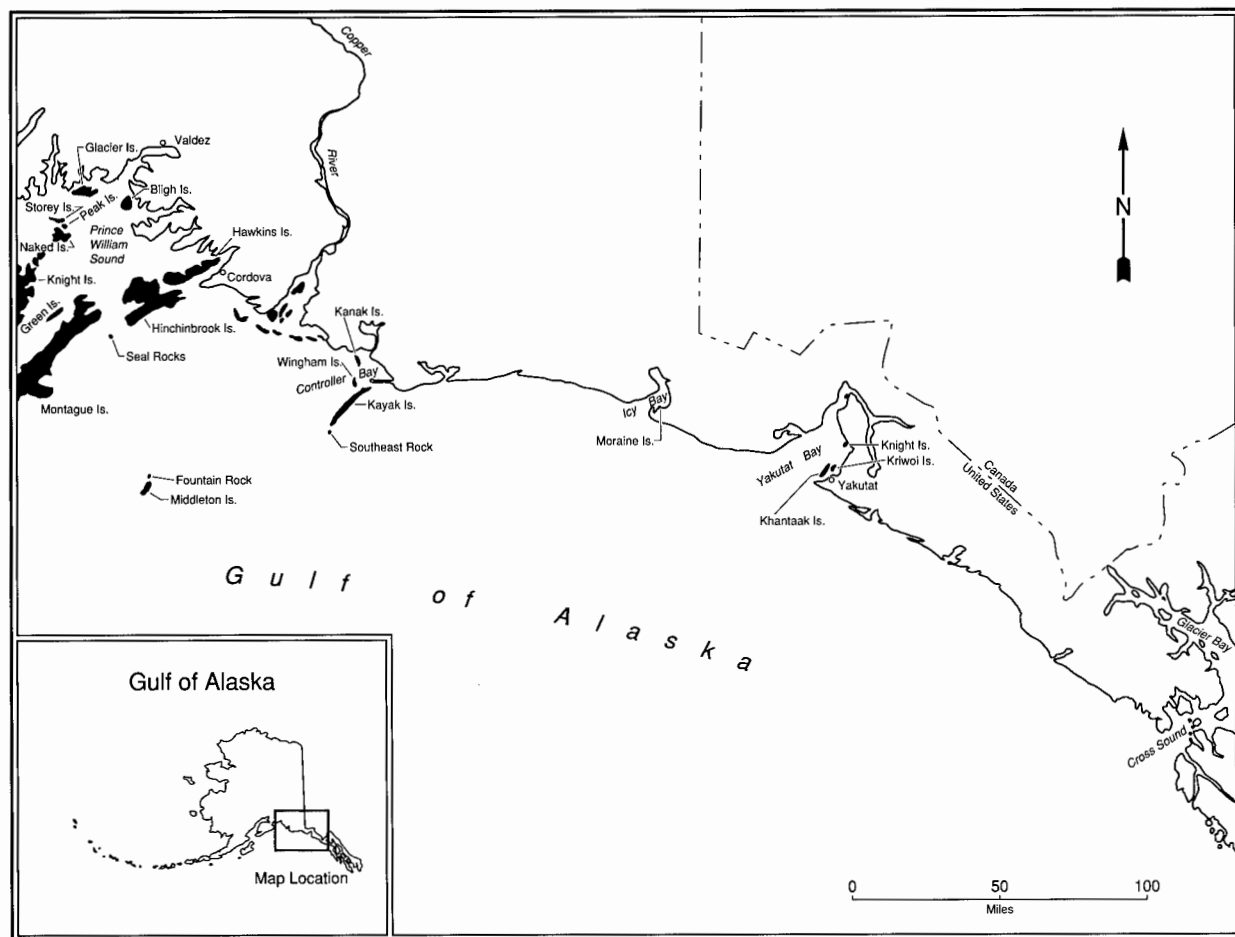 Copper
River
Valdez
Glacier Is.
Bligh Is.
Storey Is.
Peak Is.
Prince
William
Sound
Naked Is.
Hawkins Is.
Knight Is.
Cordova
Green Is.
Hinchinbrook Is.
Kanak Is.
Seal Rocks
Wingham Is.
Controller
Bay
Montague Is.
Kayak Is.
Southeast Rock
Icy Bay
Moraine Is.
Fountain Rock
Middleton Is.
Yakutat Bay
Knight Is.
Kriwoi Is.
Yakutat
Khantaak Is.
Canada
United States
N
Gulf of Alaska
Glacier Bay
Cross Sound
Gulf of Alaska
Map Location
0 50 100
Miles